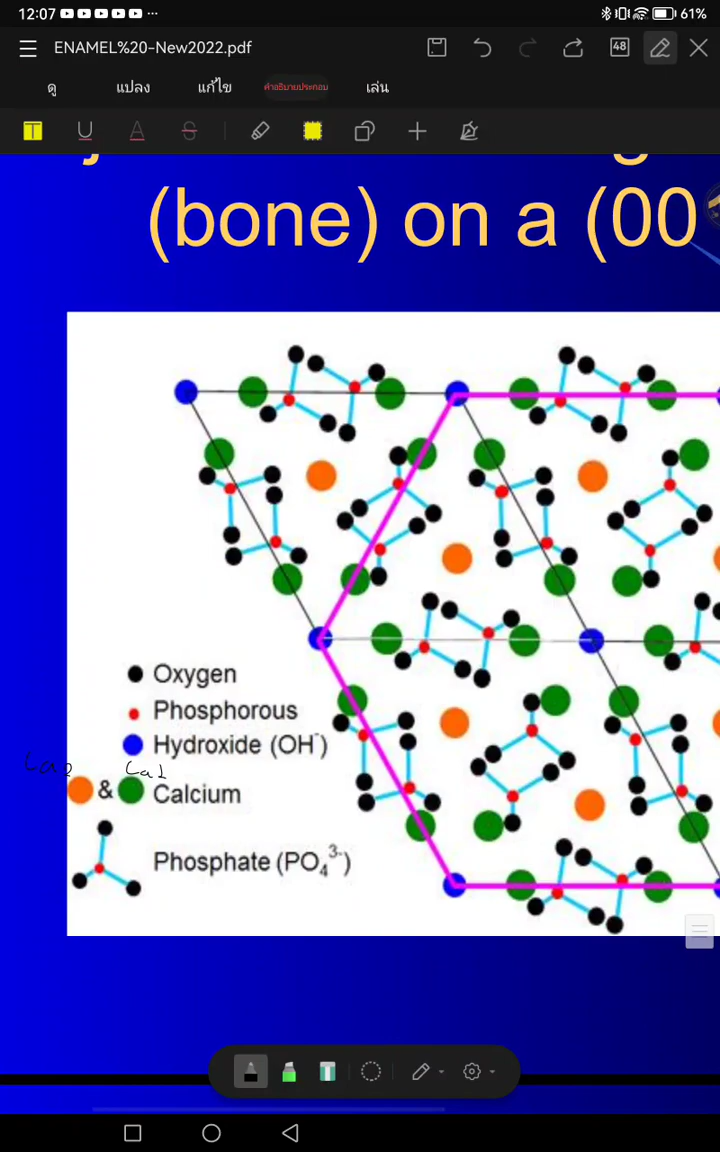 12:07 61%
ENAMEL%20-New2022.pdf 48
ดู แปลง แก้ไข คำอธิบายประกอบ เล่น
T U A S
(bone) on a (00
Oxygen
Phosphorous
Hydroxide (OH⁻)
Ca2 Ca1
& Calcium
Phosphate (PO₄³⁻)